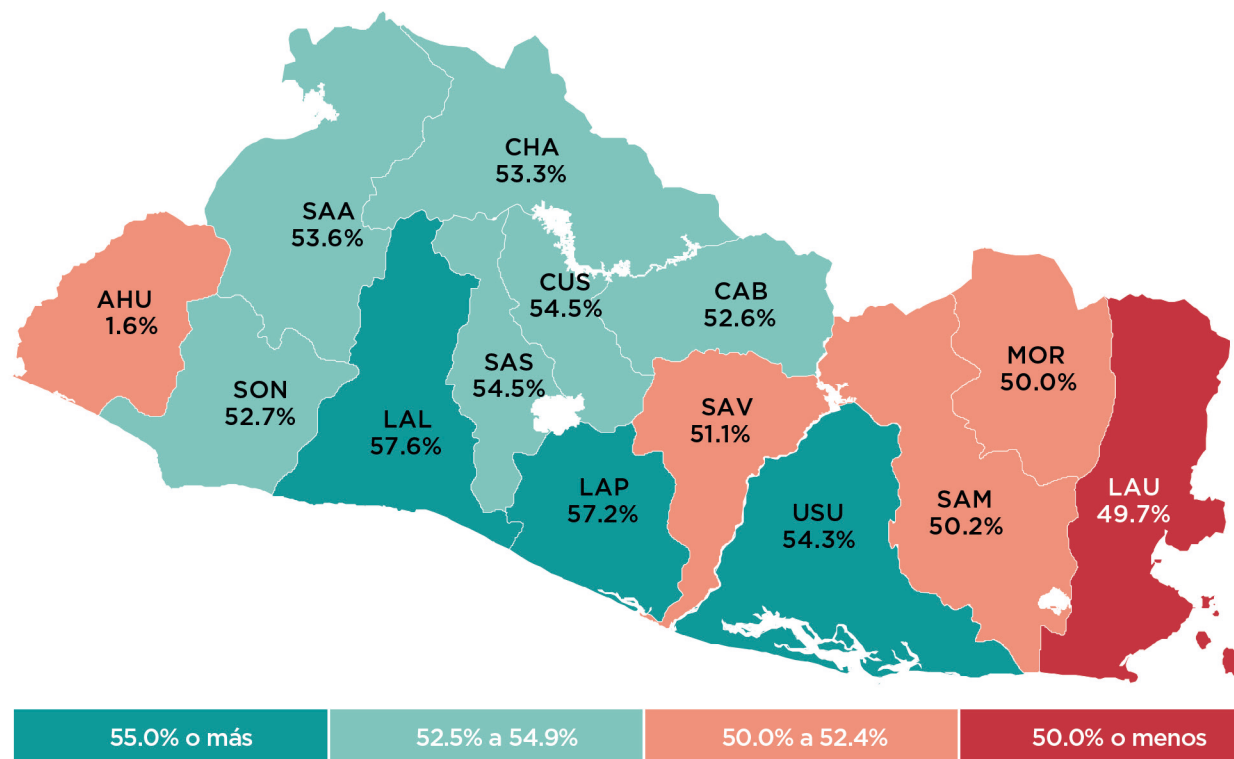 CHA
53.3%
SAA
53.6%
AHU
1.6%
CUS
54.5%
CAB
52.6%
SON
52.7%
SAS
54.5%
LAL
57.6%
MOR
50.0%
SAV
51.1%
LAP
57.2%
USU
54.3%
SAM
50.2%
LAU
49.7%
55.0% o más
52.5% a 54.9%
50.0% a 52.4%
50.0% o menos